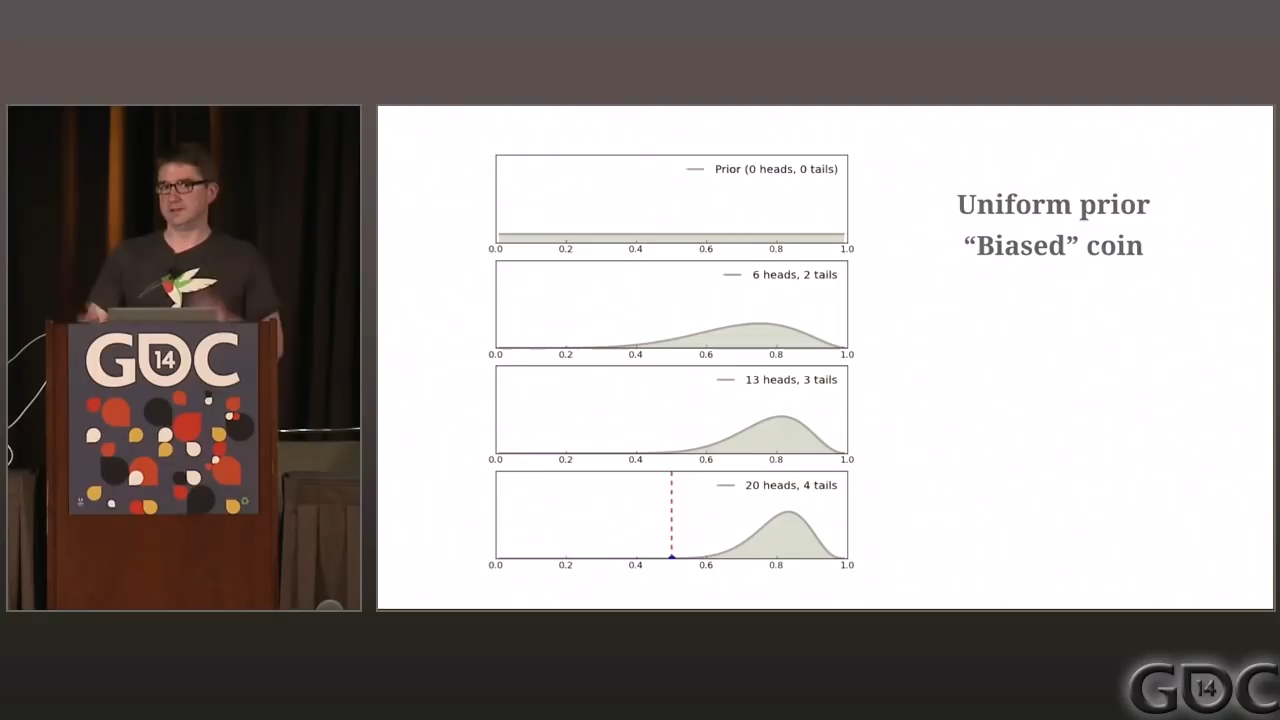 GDC
14
Prior (0 heads, 0 tails)
0.0 0.2 0.4 0.6 0.8 1.0
6 heads, 2 tails
0.0 0.2 0.4 0.6 0.8 1.0
13 heads, 3 tails
0.0 0.2 0.4 0.6 0.8 1.0
20 heads, 4 tails
0.0 0.2 0.4 0.6 0.8 1.0
Uniform prior
“Biased” coin
GDC
14